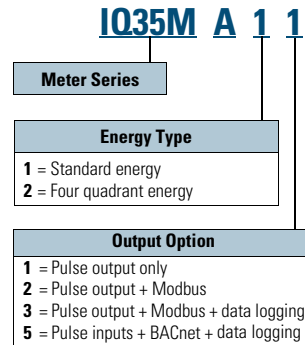 IQ35M A 1 1
Meter Series
Energy Type
1 = Standard energy
2 = Four quadrant energy
Output Option
1 = Pulse output only
2 = Pulse output + Modbus
3 = Pulse output + Modbus + data logging
5 = Pulse inputs + BACnet + data logging